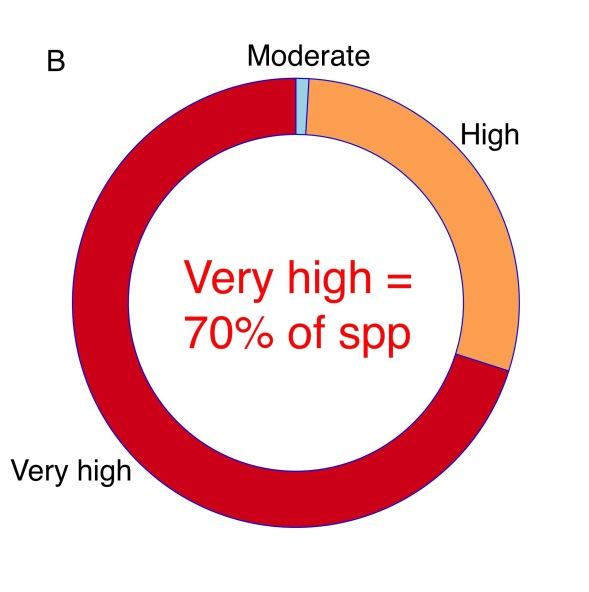 B
Moderate
High
Very high =
70% of spp
Very high